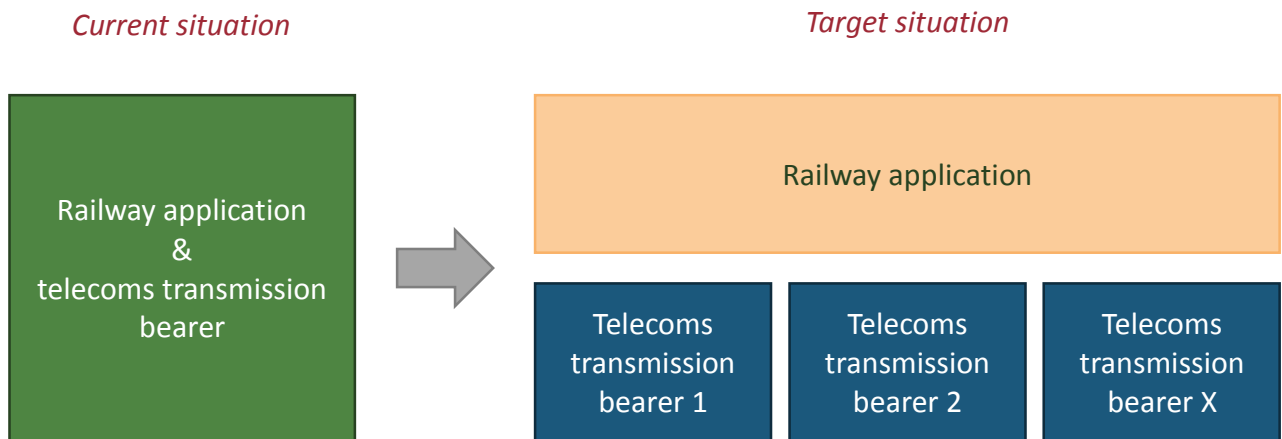 Current situation
Target situation
Railway application
&
telecoms transmission
bearer
Railway application
Telecoms
transmission
bearer 1
Telecoms
transmission
bearer 2
Telecoms
transmission
bearer X